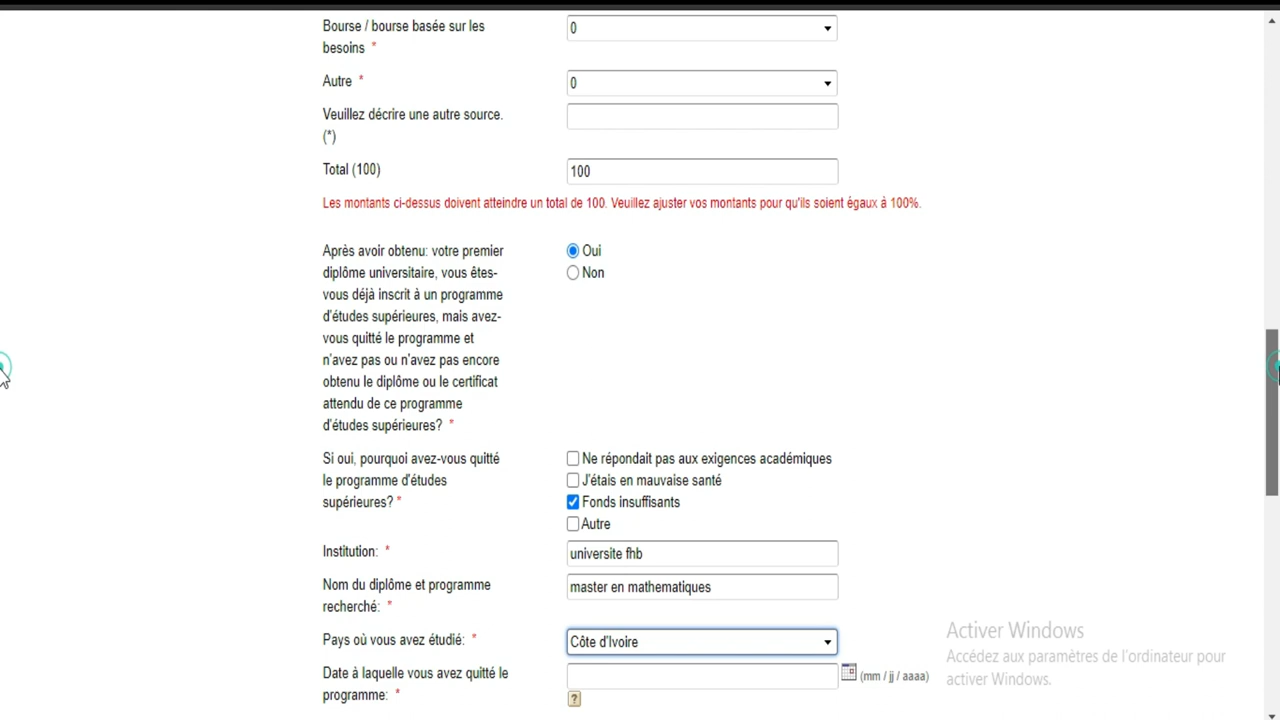 Bourse / bourse basée sur les
besoins *
0
Autre *
0
Veuillez décrire une autre source.
(*)
Total (100)
100
Les montants ci-dessus doivent atteindre un total de 100. Veuillez ajuster vos montants pour qu'ils soient égaux à 100%.
Après avoir obtenu: votre premier
diplôme universitaire, vous êtes-
vous déjà inscrit à un programme
d'études supérieures, mais avez-
vous quitté le programme et
n'avez pas ou n'avez pas encore
obtenu le diplôme ou le certificat
attendu de ce programme
d'études supérieures? *
Oui
Non
Si oui, pourquoi avez-vous quitté
le programme d'études
supérieures? *
Ne répondait pas aux exigences académiques
J'étais en mauvaise santé
Fonds insuffisants
Autre
Institution: *
universite fhb
Nom du diplôme et programme
recherché: *
master en mathematiques
Pays où vous avez étudié: *
Côte d'Ivoire
Date à laquelle vous avez quitté le
programme: *
(mm / jj / aaaa)
?
Activer Windows
Accédez aux paramètres de l'ordinateur pour
activer Windows.